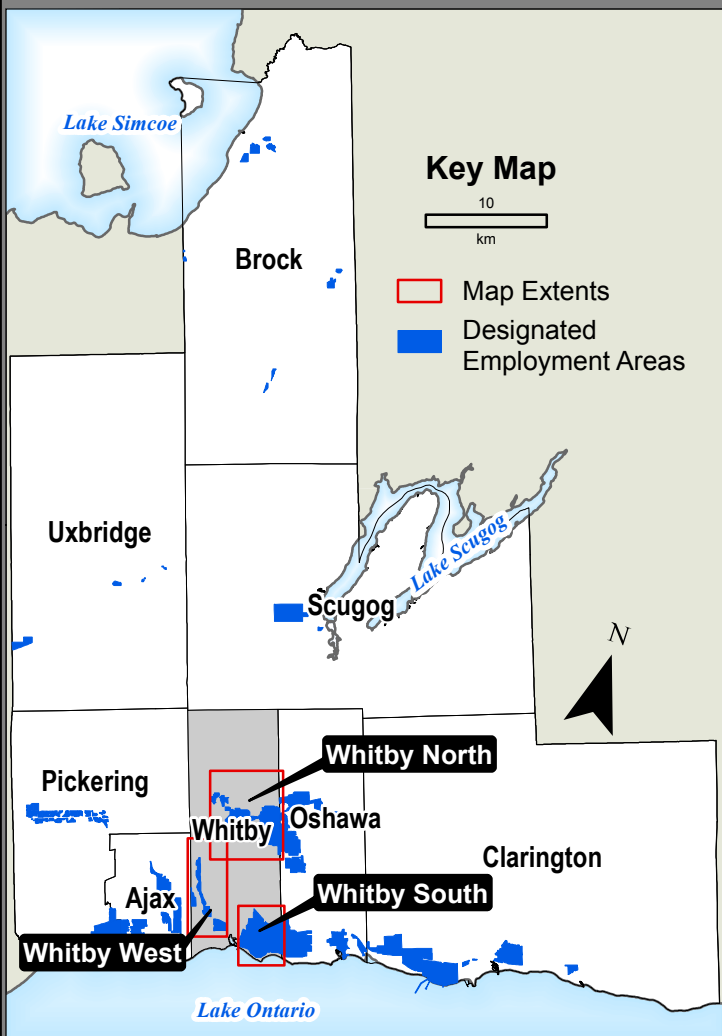 Lake Simcoe
Key Map
10
km
Brock
Map Extents
Designated
Employment Areas
Uxbridge
Lake Scugog
Scugog
N
Whitby North
Pickering
Oshawa
Whitby
Clarington
Ajax
Whitby South
Whitby West
Lake Ontario